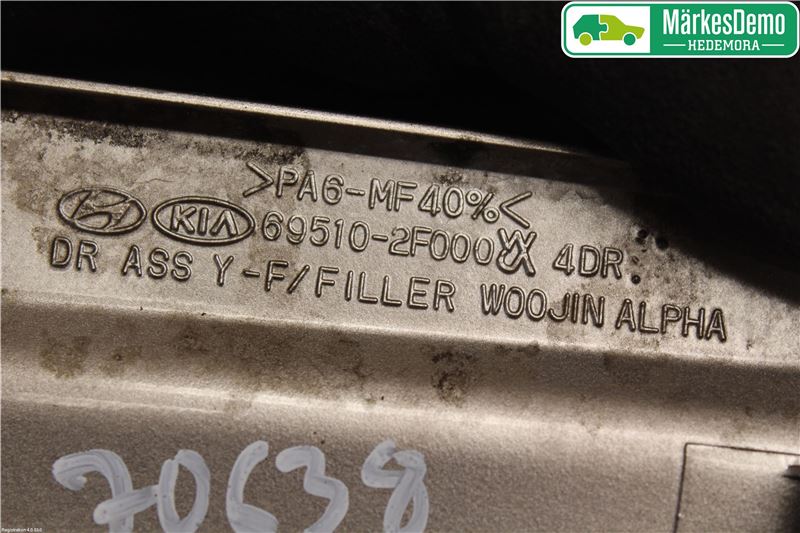 MärkesDemo
HEDEMORA
>PA6-MF40%<
KIA 69510-2F000 4DR
DR ASS Y-F/FILLER WOOJIN ALPHA
70638